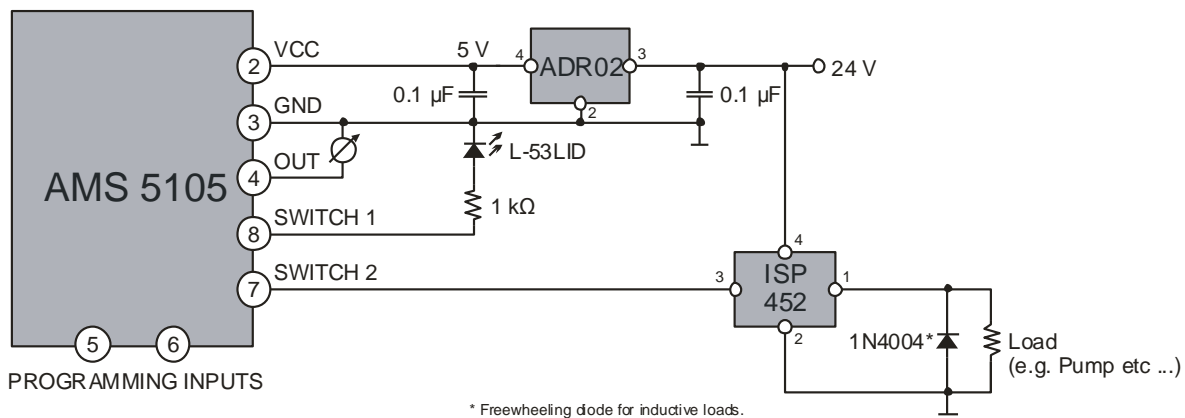 VCC
5 V
ADR02
24 V
2
4
3
2
0.1 µF
0.1 µF
GND
3
L-53LID
OUT
4
AMS 5105
1 kΩ
SWITCH 1
8
SWITCH 2
7
4
ISP
452
3
1
2
1N4004*
Load
(e.g. Pump etc ...)
5
6
PROGRAMMING INPUTS
* Freewheeling diode for inductive loads.